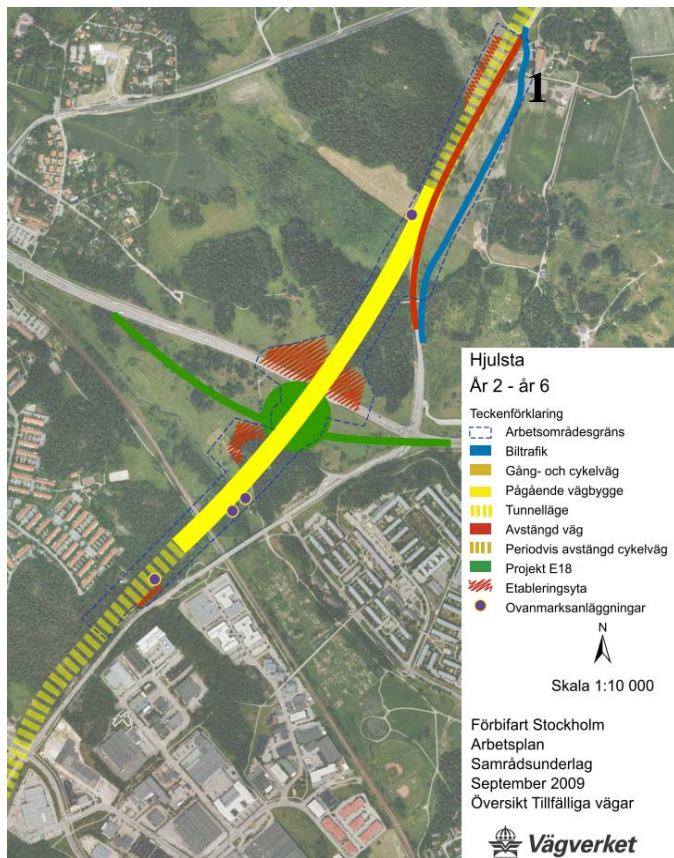 1
Hjulsta
År 2 - år 6
Teckenförklaring
Arbetsområdesgräns
Biltrafik
Gång- och cykelväg
Pågående vägbygge
Tunnelläge
Avstängd väg
Periodvis avstängd cykelväg
Projekt E18
Etableringsyta
Ovanmarksanläggningar
N
Skala 1:10 000
Förbifart Stockholm
Arbetsplan
Samrådsunderlag
September 2009
Översikt Tillfälliga vägar
Vägverket